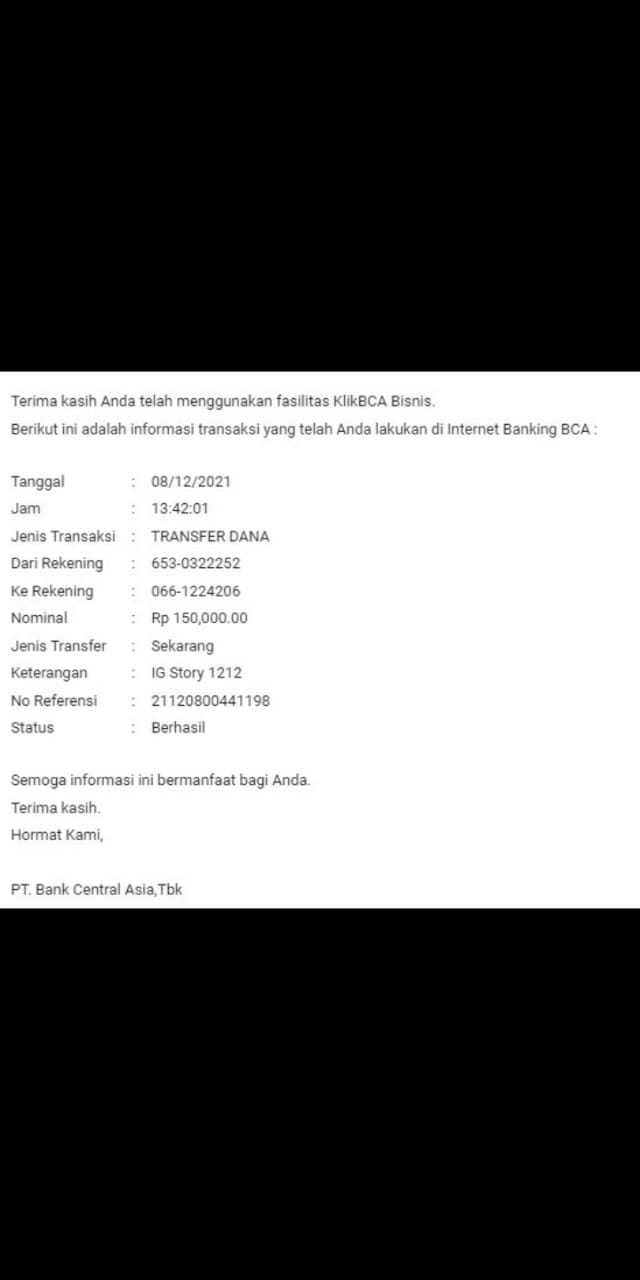 Terima kasih Anda telah menggunakan fasilitas KlikBCA Bisnis.
Berikut ini adalah informasi transaksi yang telah Anda lakukan di Internet Banking BCA :
Tanggal : 08/12/2021
Jam : 13:42:01
Jenis Transaksi : TRANSFER DANA
Dari Rekening : 653-0322252
Ke Rekening : 066-1224206
Nominal : Rp 150,000.00
Jenis Transfer : Sekarang
Keterangan : IG Story 1212
No Referensi : 21120800441198
Status : Berhasil
Semoga informasi ini bermanfaat bagi Anda.
Terima kasih.
Hormat Kami,
PT. Bank Central Asia,Tbk